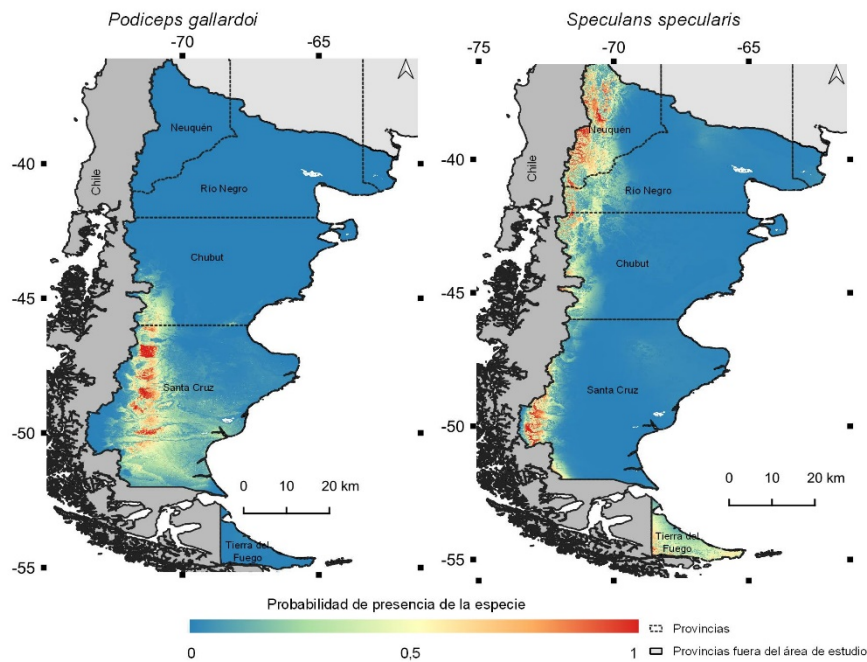 Podiceps gallardoi
-70
-65
-40
-45
-50
-55
Chile
Neuquén
Río Negro
Chubut
Santa Cruz
Tierra del
Fuego
0 10 20 km
Speculans specularis
-75
-70
-65
-40
-45
-50
-55
Chile
Neuquén
Río Negro
Chubut
Santa Cruz
Tierra del
Fuego
0 10 20 km
Probabilidad de presencia de la especie
0 0,5 1
Provincias
Provincias fuera del área de estudio